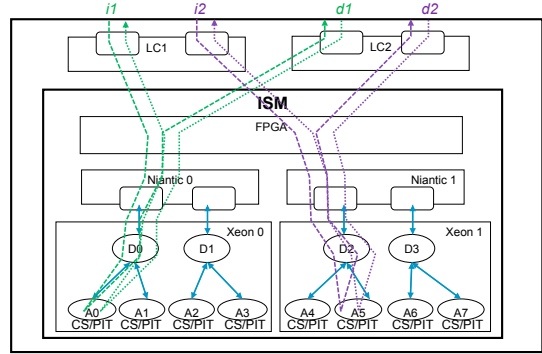 i1 i2 d1 d2
LC1 LC2
ISM
FPGA
Niantic 0 Niantic 1
Xeon 0 Xeon 1
D0 D1 D2 D3
A0 A1 A2 A3 A4 A5 A6 A7
CS/PIT CS/PIT CS/PIT CS/PIT CS/PIT CS/PIT CS/PIT CS/PIT